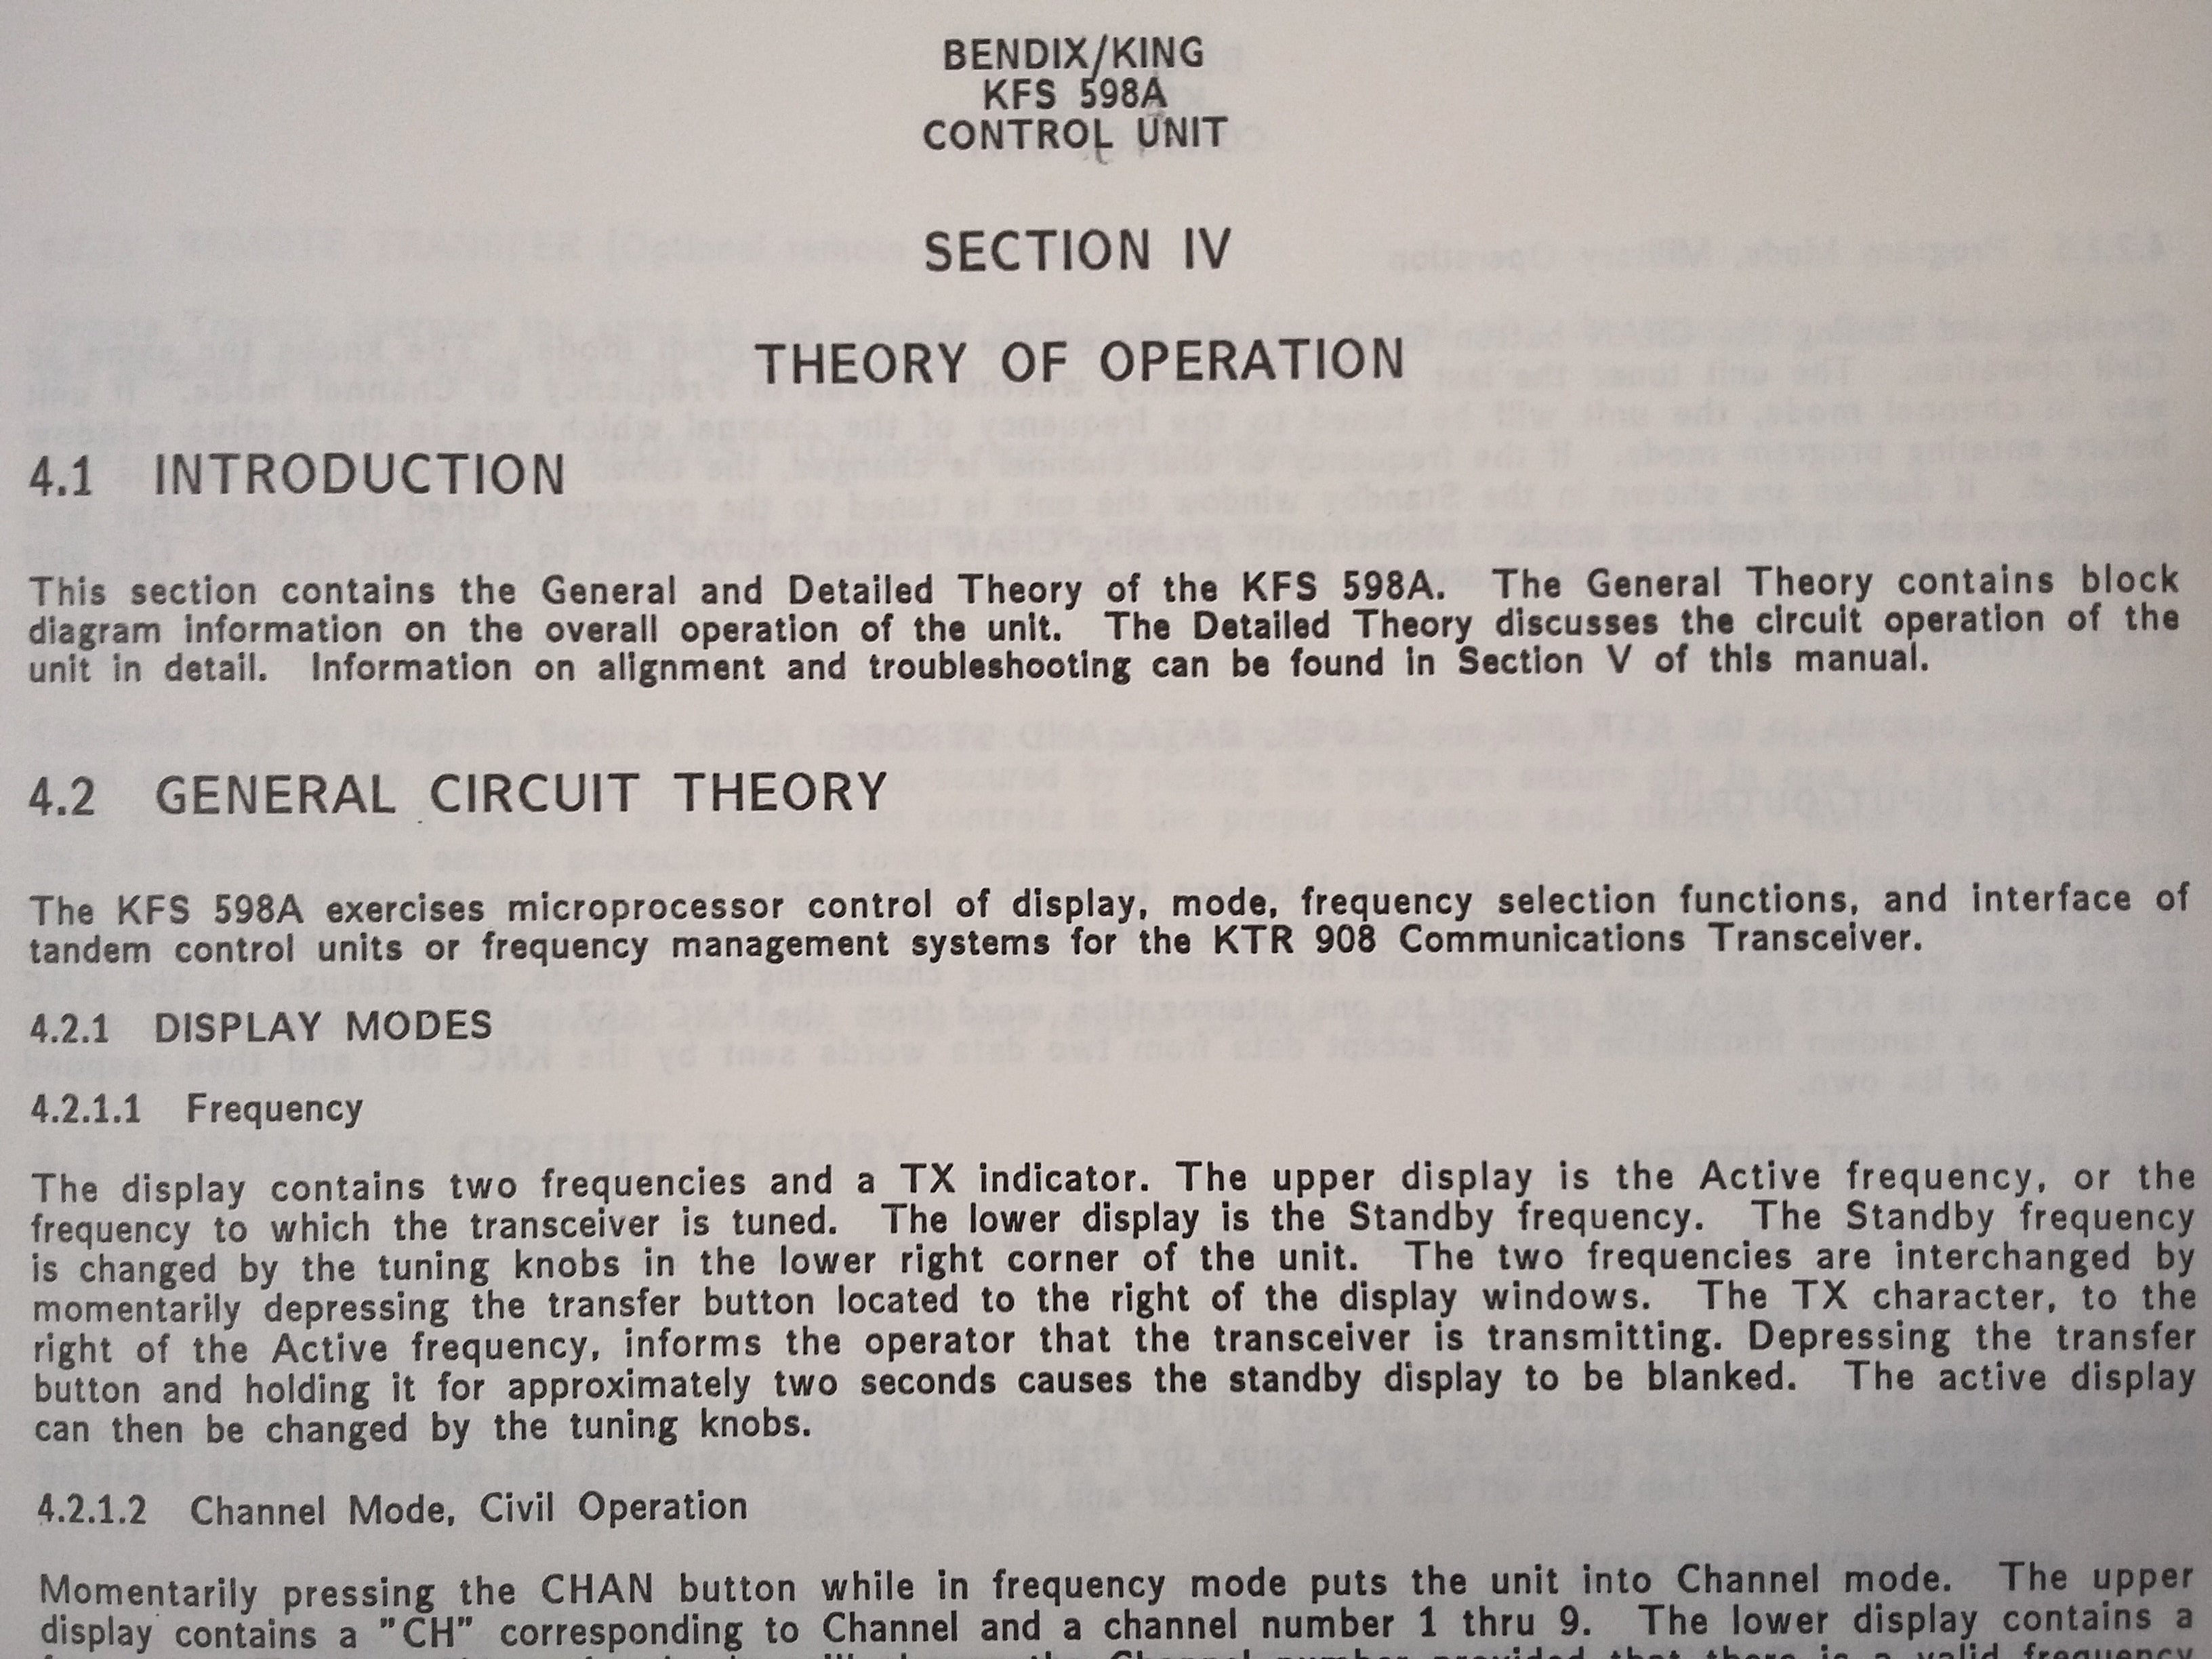 BENDIX/KING
KFS 598A
CONTROL UNIT
SECTION IV
THEORY OF OPERATION
4.1 INTRODUCTION
This section contains the General and Detailed Theory of the KFS 598A. The General Theory contains block
diagram information on the overall operation of the unit. The Detailed Theory discusses the circuit operation of the
unit in detail. Information on alignment and troubleshooting can be found in Section V of this manual.
4.2 GENERAL CIRCUIT THEORY
The KFS 598A exercises microprocessor control of display, mode, frequency selection functions, and interface of
tandem control units or frequency management systems for the KTR 908 Communications Transceiver.
4.2.1 DISPLAY MODES
4.2.1.1 Frequency
The display contains two frequencies and a TX indicator. The upper display is the Active frequency, or the
frequency to which the transceiver is tuned. The lower display is the Standby frequency. The Standby frequency
is changed by the tuning knobs in the lower right corner of the unit. The two frequencies are interchanged by
momentarily depressing the transfer button located to the right of the display windows. The TX character, to the
right of the Active frequency, informs the operator that the transceiver is transmitting. Depressing the transfer
button and holding it for approximately two seconds causes the standby display to be blanked. The active display
can then be changed by the tuning knobs.
4.2.1.2 Channel Mode, Civil Operation
Momentarily pressing the CHAN button while in frequency mode puts the unit into Channel mode. The upper
display contains a "CH" corresponding to Channel and a channel number 1 thru 9. The lower display contains a
the Channel number provided that there is a valid frequency